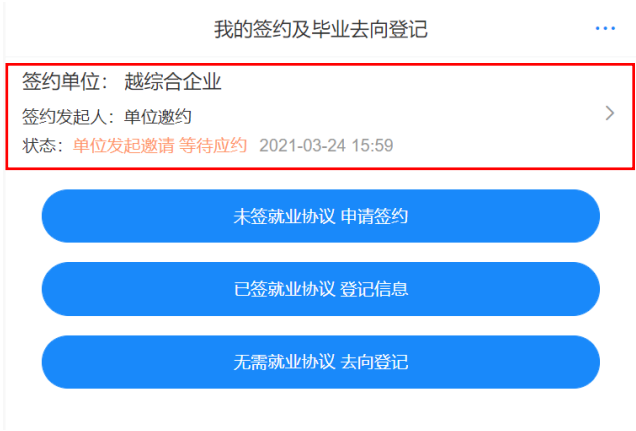 我的签约及毕业去向登记
签约单位： 越综合企业
签约发起人：单位邀约
状态：单位发起邀请 等待应约 2021-03-24 15:59
未签就业协议 申请签约
已签就业协议 登记信息
无需就业协议 去向登记